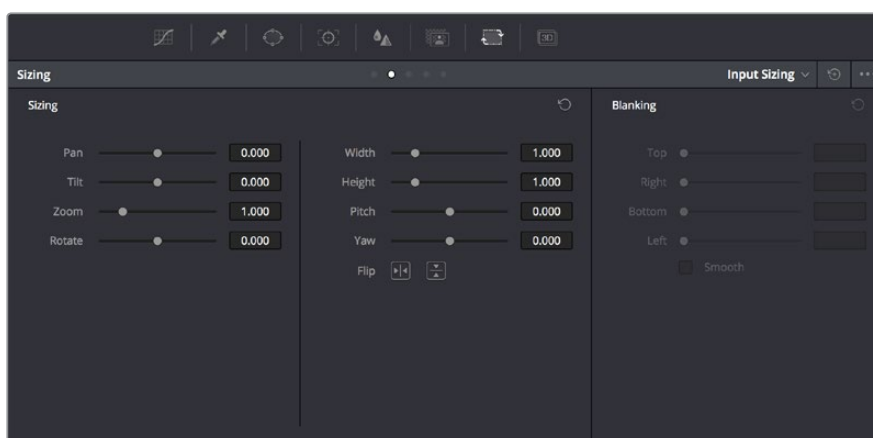 3D
Sizing
Input Sizing
Sizing
Blanking
Pan 0.000
Width 1.000
Top
Tilt 0.000
Height 1.000
Right
Zoom 1.000
Pitch 0.000
Bottom
Rotate 0.000
Yaw 0.000
Left
Flip
Smooth